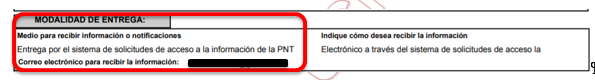 MODALIDAD DE ENTREGA:
Medio para recibir información o notificaciones
Indique cómo desea recibir la información
Entrega por el sistema de solicitudes de acceso a la información de la PNT
Electrónico a través del sistema de solicitudes de acceso la
Correo electrónico para recibir la información: